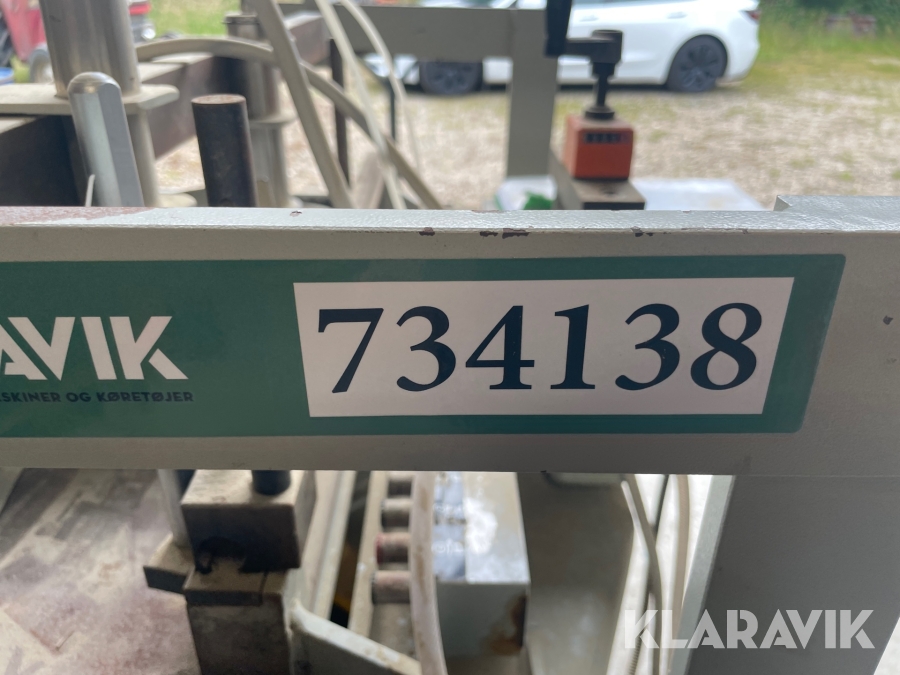 AVIK
734138
SKINER OG KØRETØJER
KLARAVIK